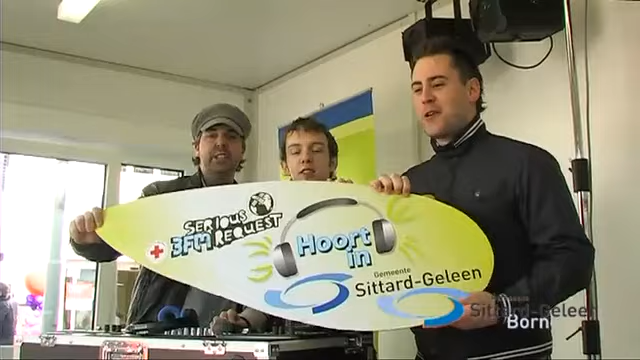 SERIOUS
3FM REQUEST
Hoort
in
Gemeente
Sittard-Geleen
Sittard-Geleen
Born